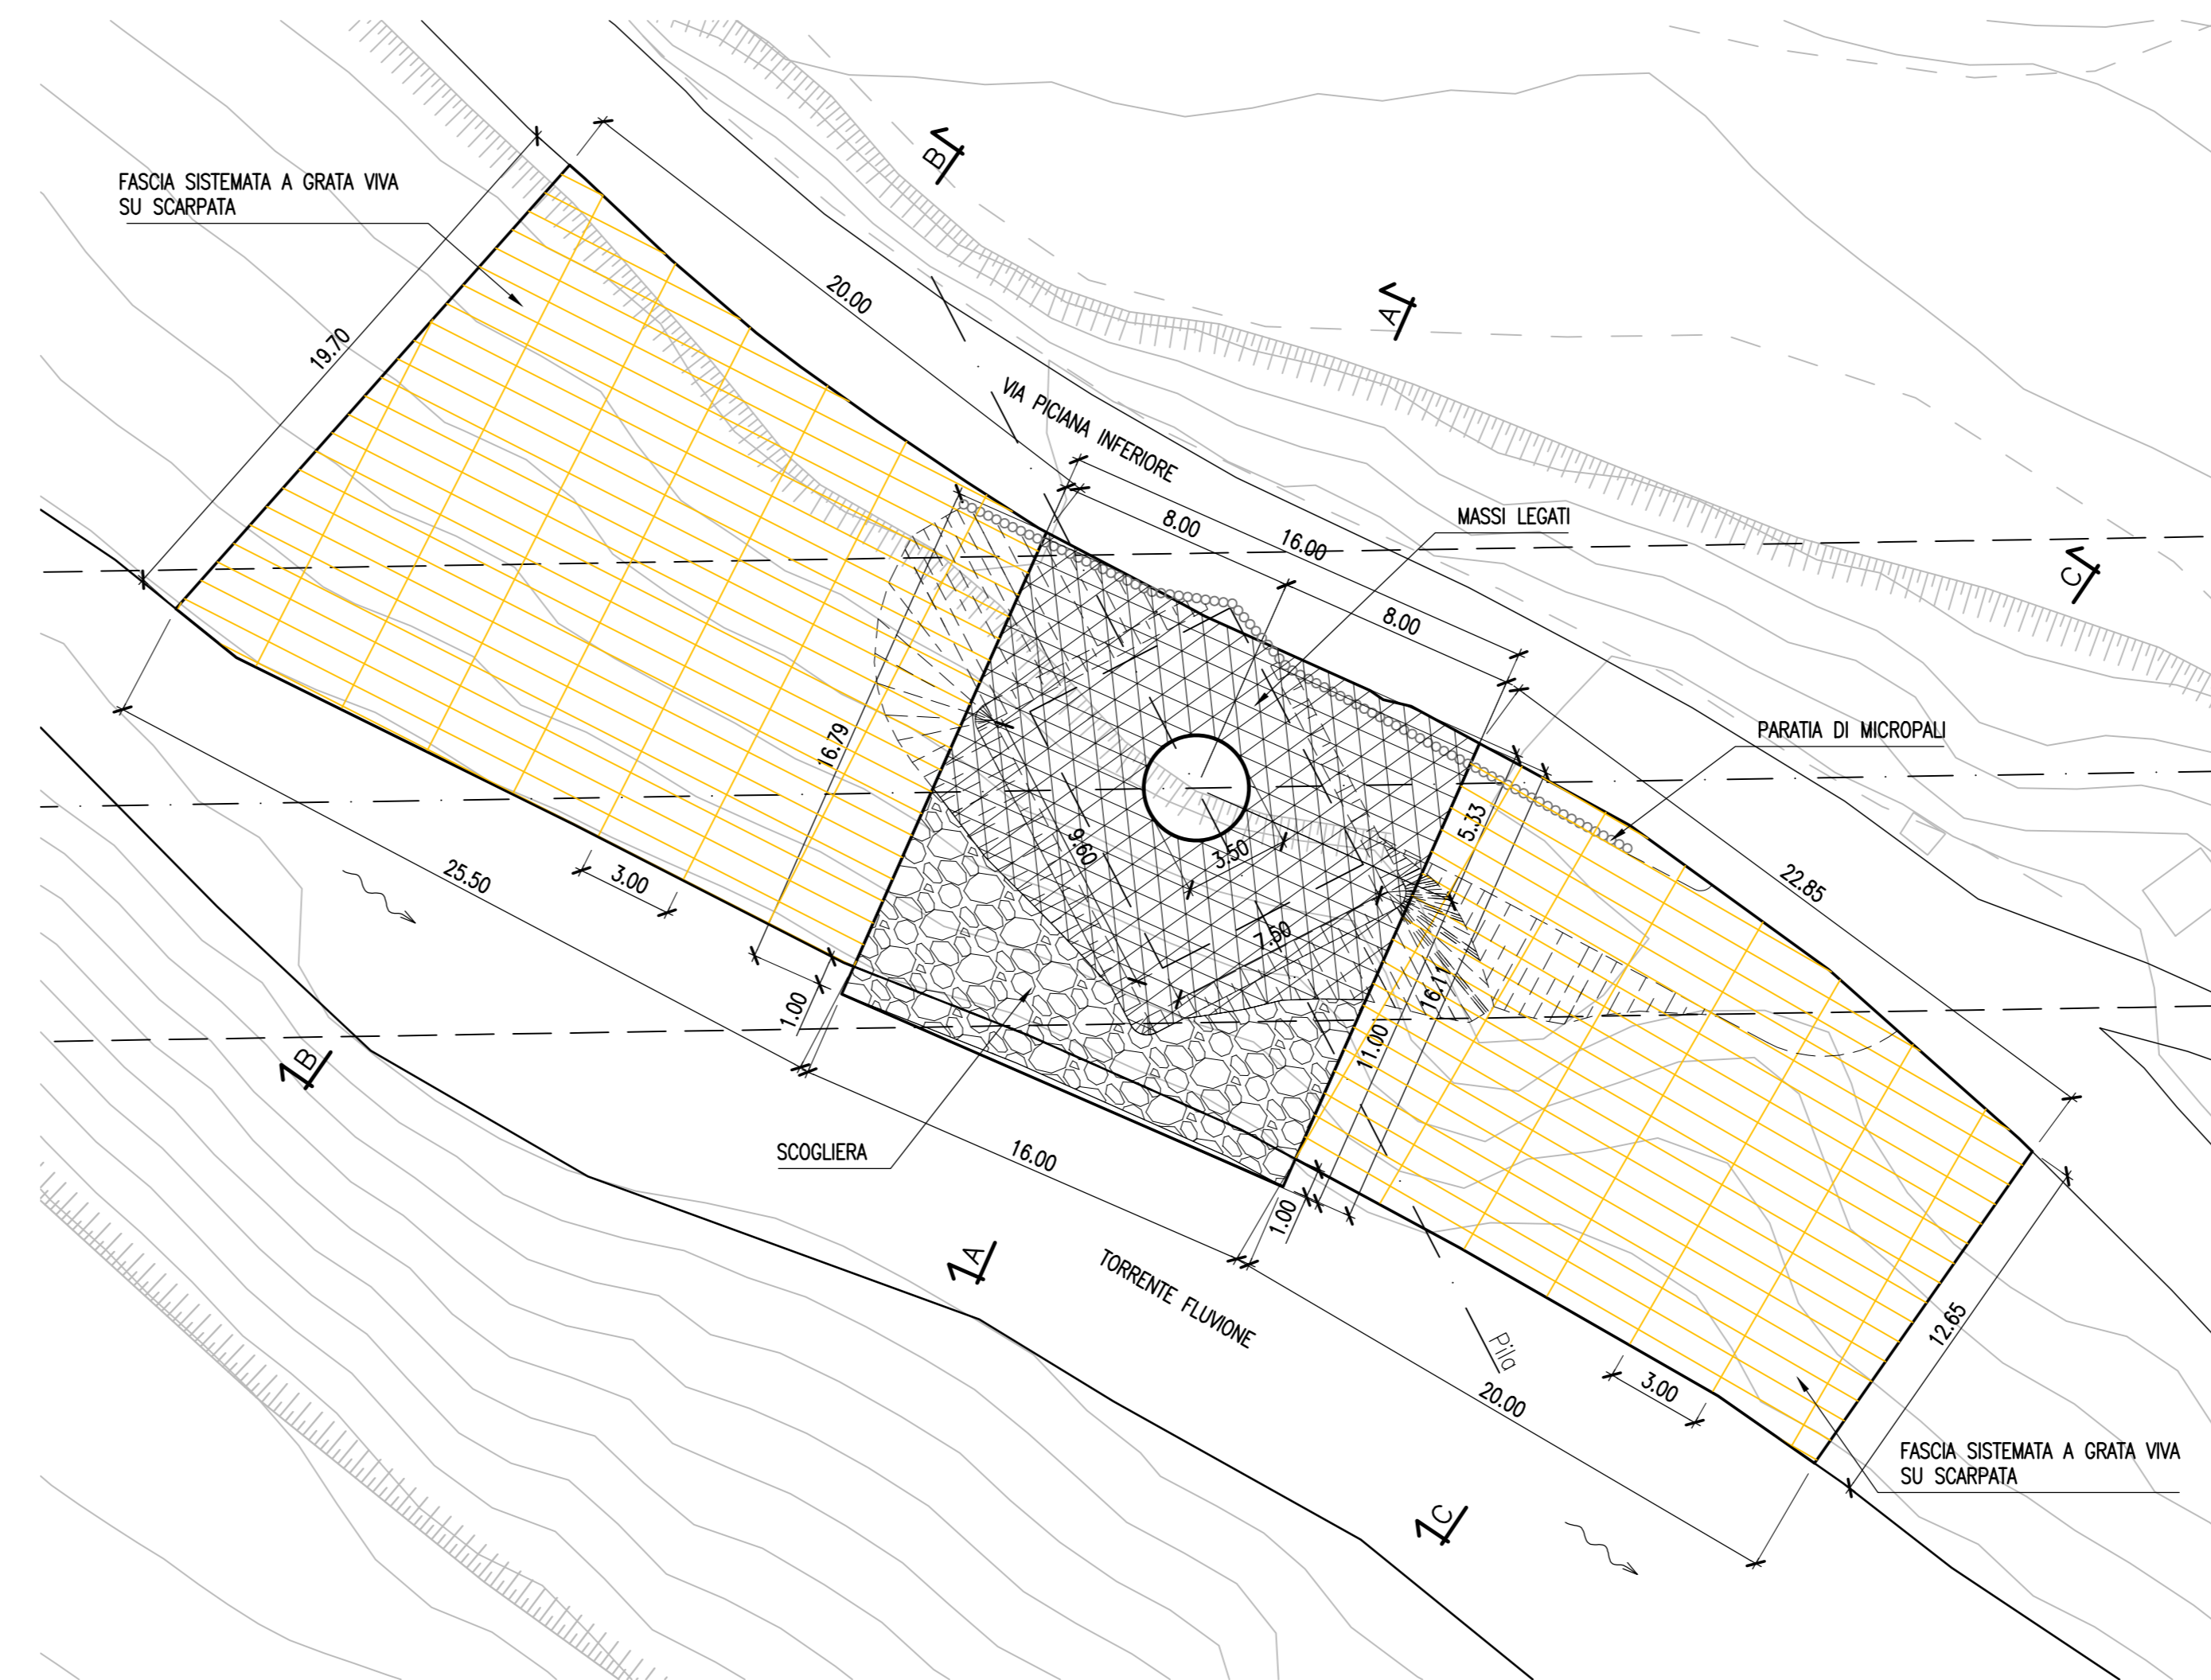 B
FASCIA SISTEMATA A GRATA VIVA
SU SCARPATA
20.00
A
19.70
VIA PICIANA INFERIORE
MASSI LEGATI
8.00
16.00
C
8.00
PARATIA DI MICROPALI
16.79
5.33
9.60
3.50
25.50
3.00
22.85
7.50
16.11
1.00
11.00
B
SCOGLIERA
16.00
1.00
A
TORRENTE FLUVIONE
12.65
Pila
3.00
20.00
FASCIA SISTEMATA A GRATA VIVA
SU SCARPATA
C